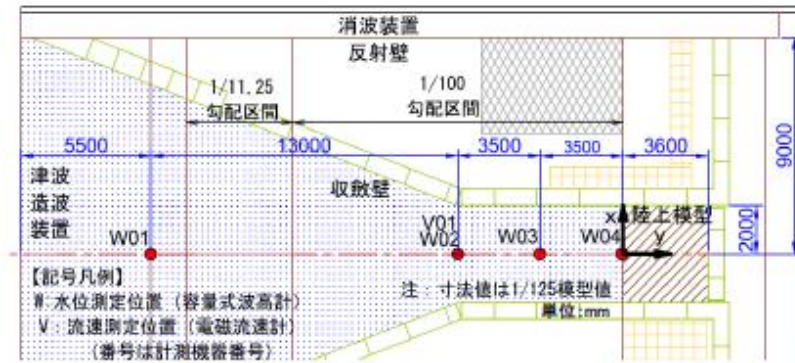 消波装置
反射壁
1/11.25
勾配区間
1/100
勾配区間
5500
13000
3500
3500
3600
9000
津波
造波
装置
収斂壁
W01
V01
W02
W03
W04
x
陸上模型
y
2000
【記号凡例】
W:水位測定位置（容量式波高計）
V：流速測定位置（電磁流速計）
（番号は計測機器番号）
注：寸法値は1/125模型値
単位:mm